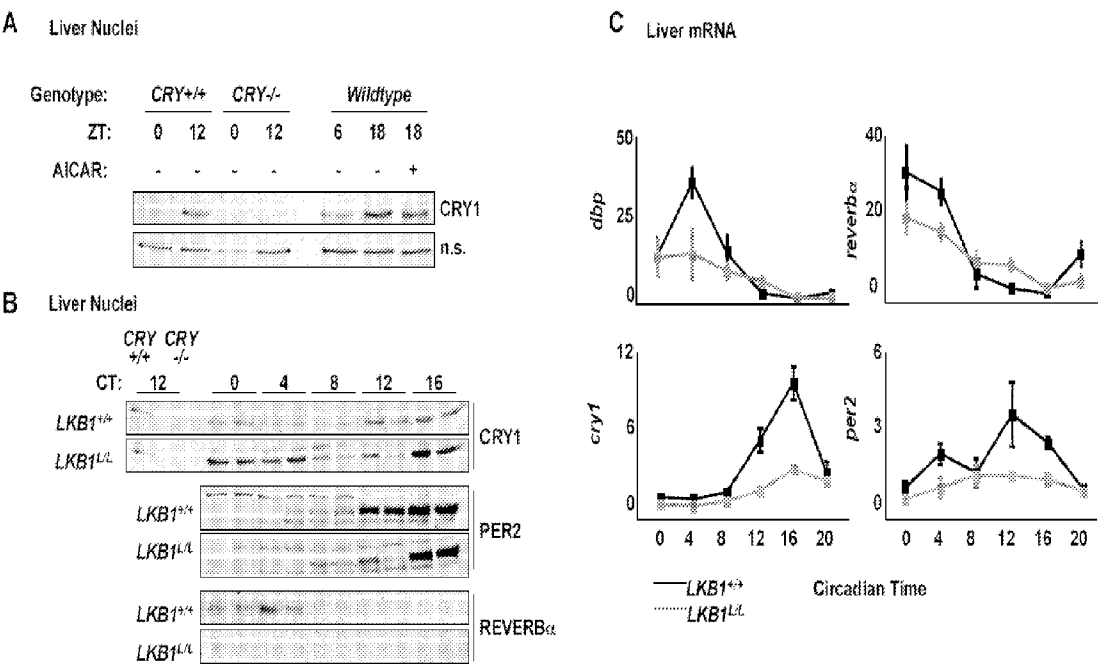 A Liver Nuclei
Genotype: CRY+/+ CRY-/- Wildtype
ZT: 0 12 0 12 6 18 18
AICAR: - - - - - - +
CRY1
n.s.
B Liver Nuclei
CRY +/+ CRY -/-
CT: 12 0 4 8 12 16
LKB1+/+
LKB1L/L
CRY1
LKB1+/+
LKB1L/L
PER2
LKB1+/+
LKB1L/L
REVERBα
C Liver mRNA
50
25
0
dbp
40
20
0
reverbα
12
6
0
cry1
0 4 8 12 16 20
6
3
0
per2
0 4 8 12 16 20
LKB1+/+
LKB1L/L
Circadian Time